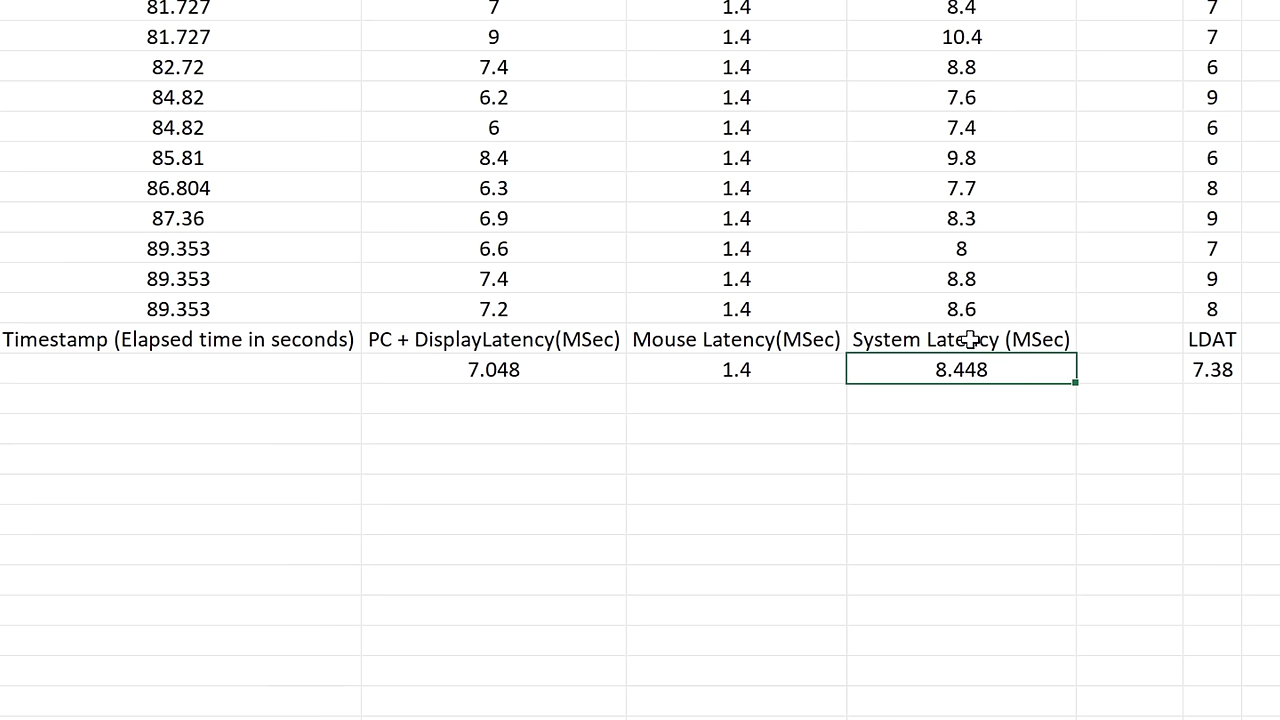 81.727 7 1.4 8.4 7
81.727 9 1.4 10.4 7
82.72 7.4 1.4 8.8 6
84.82 6.2 1.4 7.6 9
84.82 6 1.4 7.4 6
85.81 8.4 1.4 9.8 6
86.804 6.3 1.4 7.7 8
87.36 6.9 1.4 8.3 9
89.353 6.6 1.4 8 7
89.353 7.4 1.4 8.8 9
89.353 7.2 1.4 8.6 8
Timestamp (Elapsed time in seconds) PC + DisplayLatency(MSec) Mouse Latency(MSec) System Latency (MSec) LDAT
7.048 1.4 8.448 7.38